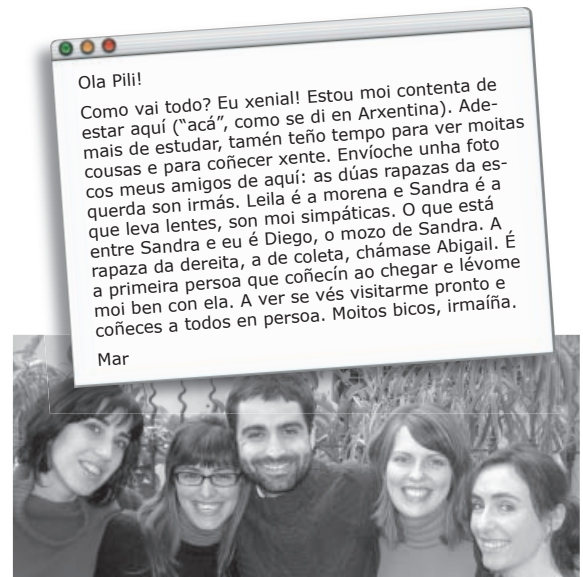 Ola Pili!
Como vai todo? Eu xenial! Estou moi contenta de
estar aquí ("acá", como se di en Arxentina). Ade-
mais de estudar, tamén teño tempo para ver moitas
cousas e para coñecer xente. Envíoche unha foto
cos meus amigos de aquí: as dúas rapazas da es-
querda son irmás. Leila é a morena e Sandra é a
que leva lentes, son moi simpáticas. O que está
entre Sandra e eu é Diego, o mozo de Sandra. A
rapaza da dereita, a de coleta, chámase Abigail. É
a primeira persoa que coñecín ao chegar e lévome
moi ben con ela. A ver se vés visitarme pronto e
coñeces a todos en persoa. Moitos bicos, irmaíña.
Mar